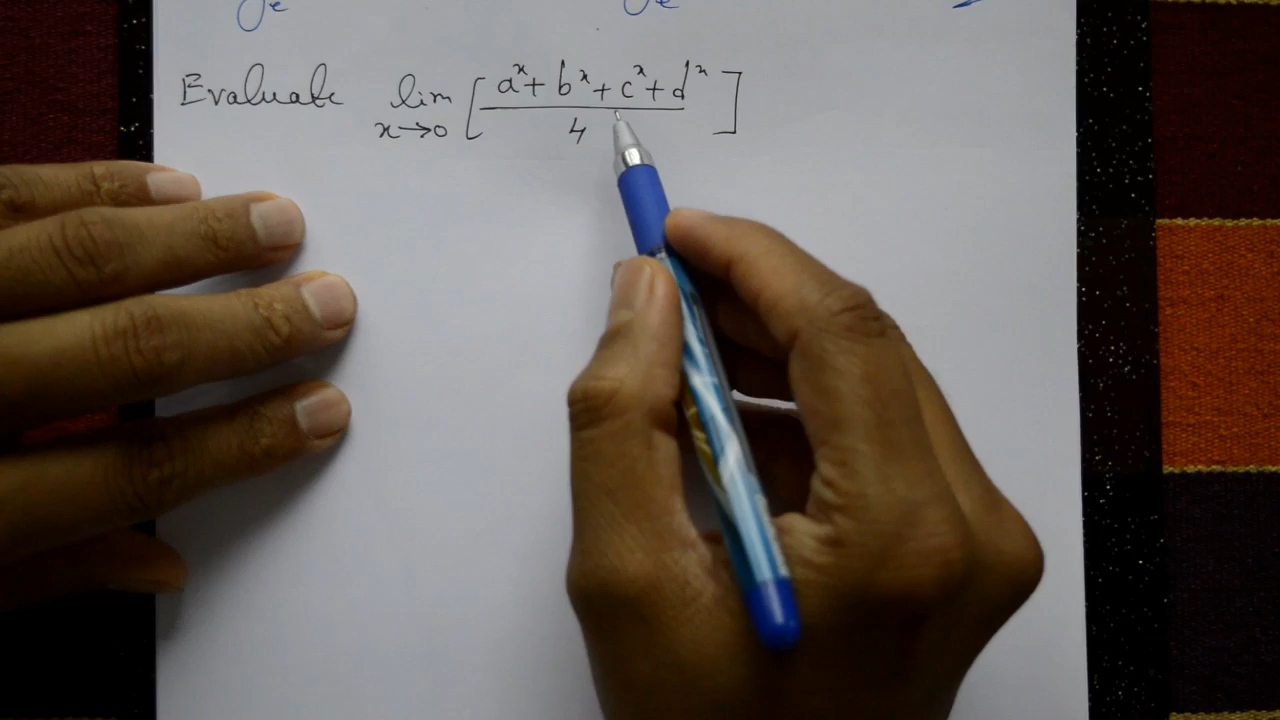 Evaluate lim x→0 [ (a^x + b^x + c^x + d^x) / 4 ]